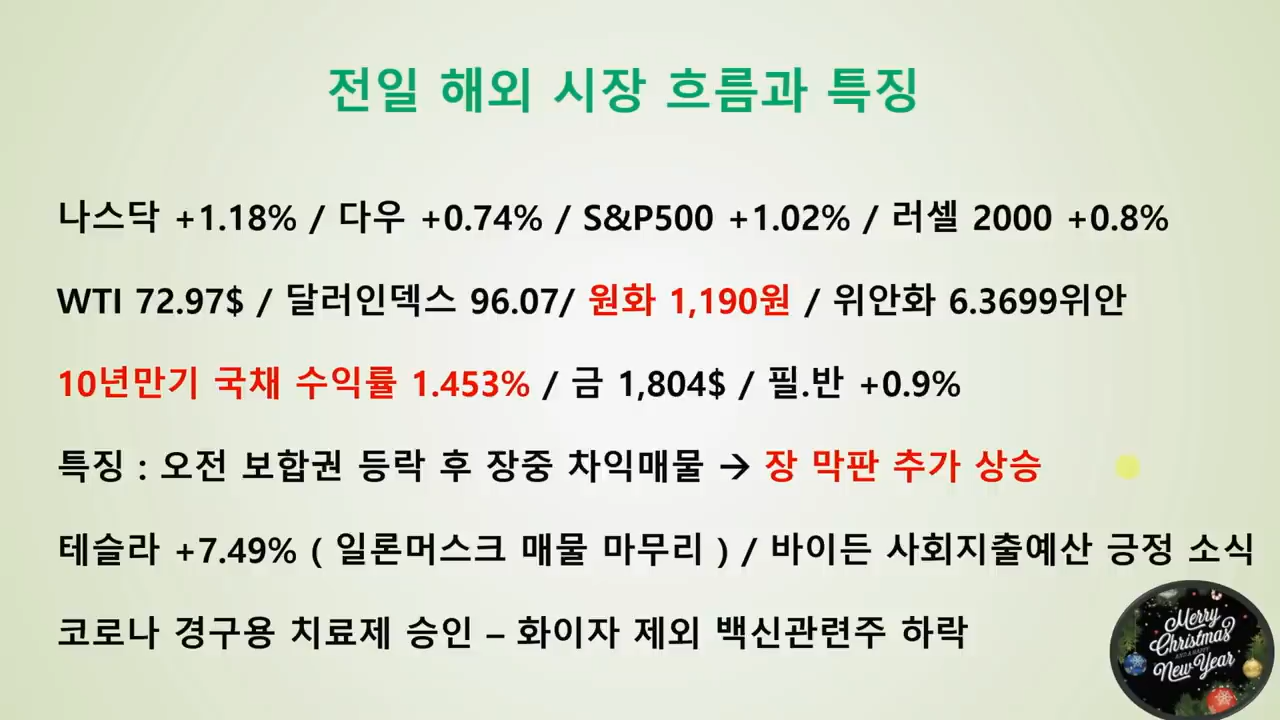 전일 해외 시장 흐름과 특징
나스닥 +1.18% / 다우 +0.74% / S&P500 +1.02% / 러셀 2000 +0.8%
WTI 72.97$ / 달러인덱스 96.07/ 원화 1,190원 / 위안화 6.3699위안
10년만기 국채 수익률 1.453% / 금 1,804$ / 필.반 +0.9%
특징 : 오전 보합권 등락 후 장중 차익매물 → 장 막판 추가 상승
테슬라 +7.49% ( 일론머스크 매물 마무리 ) / 바이든 사회지출예산 긍정 소식
코로나 경구용 치료제 승인 – 화이자 제외 백신관련주 하락
Merry
Christmas
AND A HAPPY
New Year